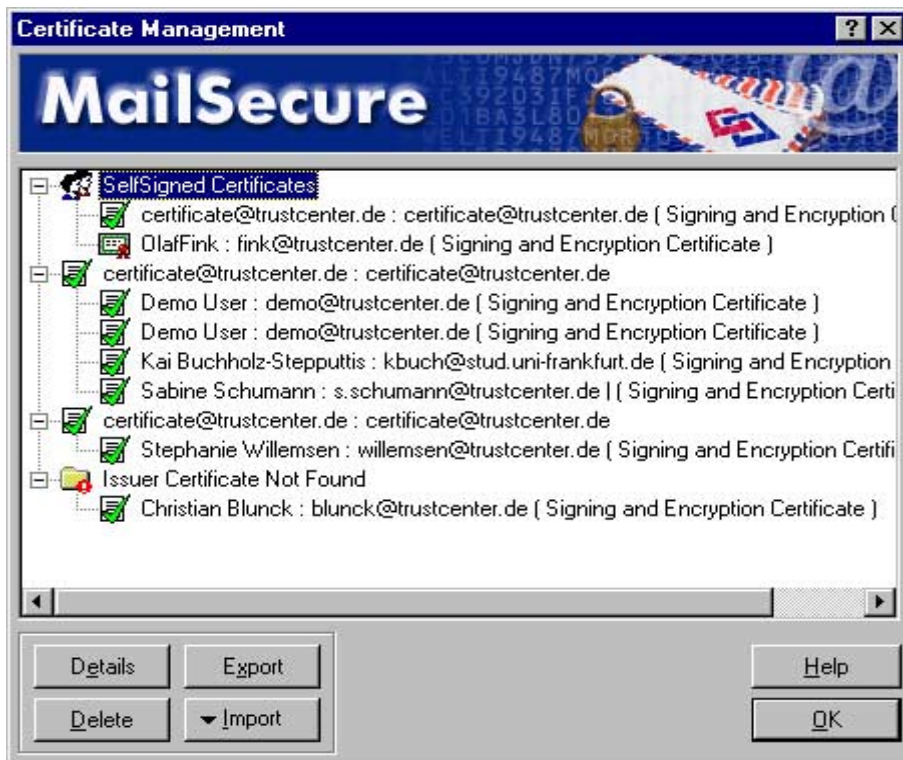 Certificate Management
MailSecure
SelfSigned Certificates
certificate@trustcenter.de : certificate@trustcenter.de ( Signing and Encryption (
OlafFink : fink@trustcenter.de ( Signing and Encryption Certificate )
certificate@trustcenter.de : certificate@trustcenter.de
Demo User : demo@trustcenter.de ( Signing and Encryption Certificate )
Demo User : demo@trustcenter.de ( Signing and Encryption Certificate )
Kai Buchholz-Stepputtis : kbuch@stud.uni-frankfurt.de ( Signing and Encryption
Sabine Schumann : s.schumann@trustcenter.de | ( Signing and Encryption Certi
certificate@trustcenter.de : certificate@trustcenter.de
Stephanie Willemsen : willemsen@trustcenter.de ( Signing and Encryption Certifi
Issuer Certificate Not Found
Christian Blunck : blunck@trustcenter.de ( Signing and Encryption Certificate )
Details Export Help
Delete Import OK